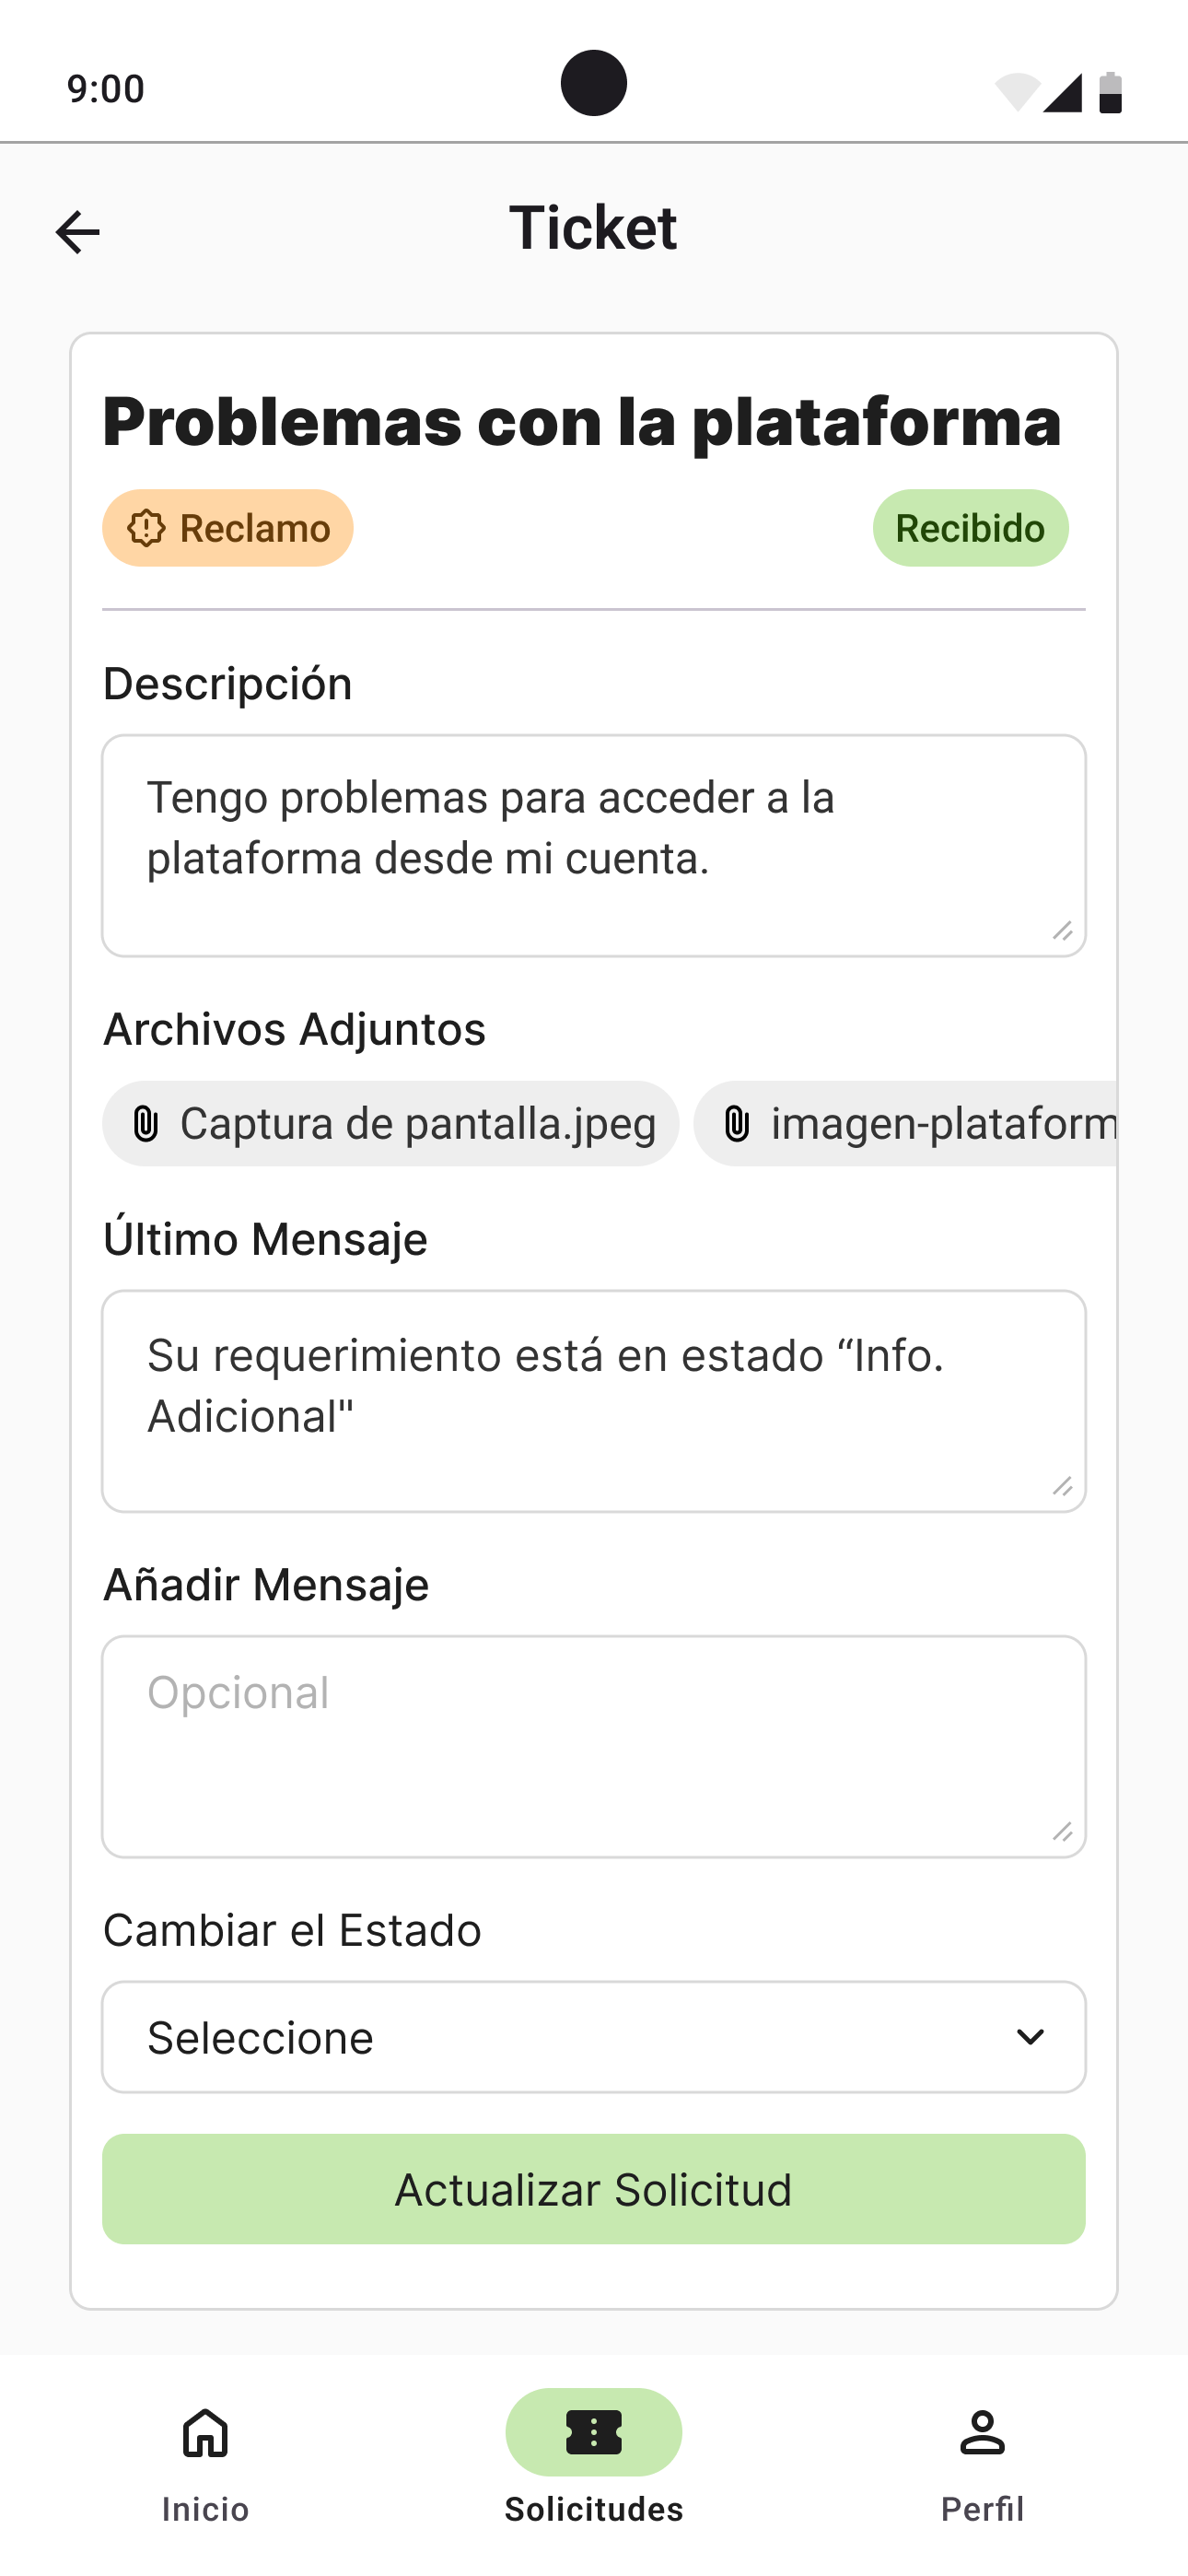 9:00
Ticket
Problemas con la plataforma
Reclamo
Recibido
Descripción
Tengo problemas para acceder a la
plataforma desde mi cuenta.
Archivos Adjuntos
Captura de pantalla.jpeg
imagen-plataform
Último Mensaje
Su requerimiento está en estado “Info.
Adicional"
Añadir Mensaje
Opcional
Cambiar el Estado
Seleccione
Actualizar Solicitud
Inicio
Solicitudes
Perfil